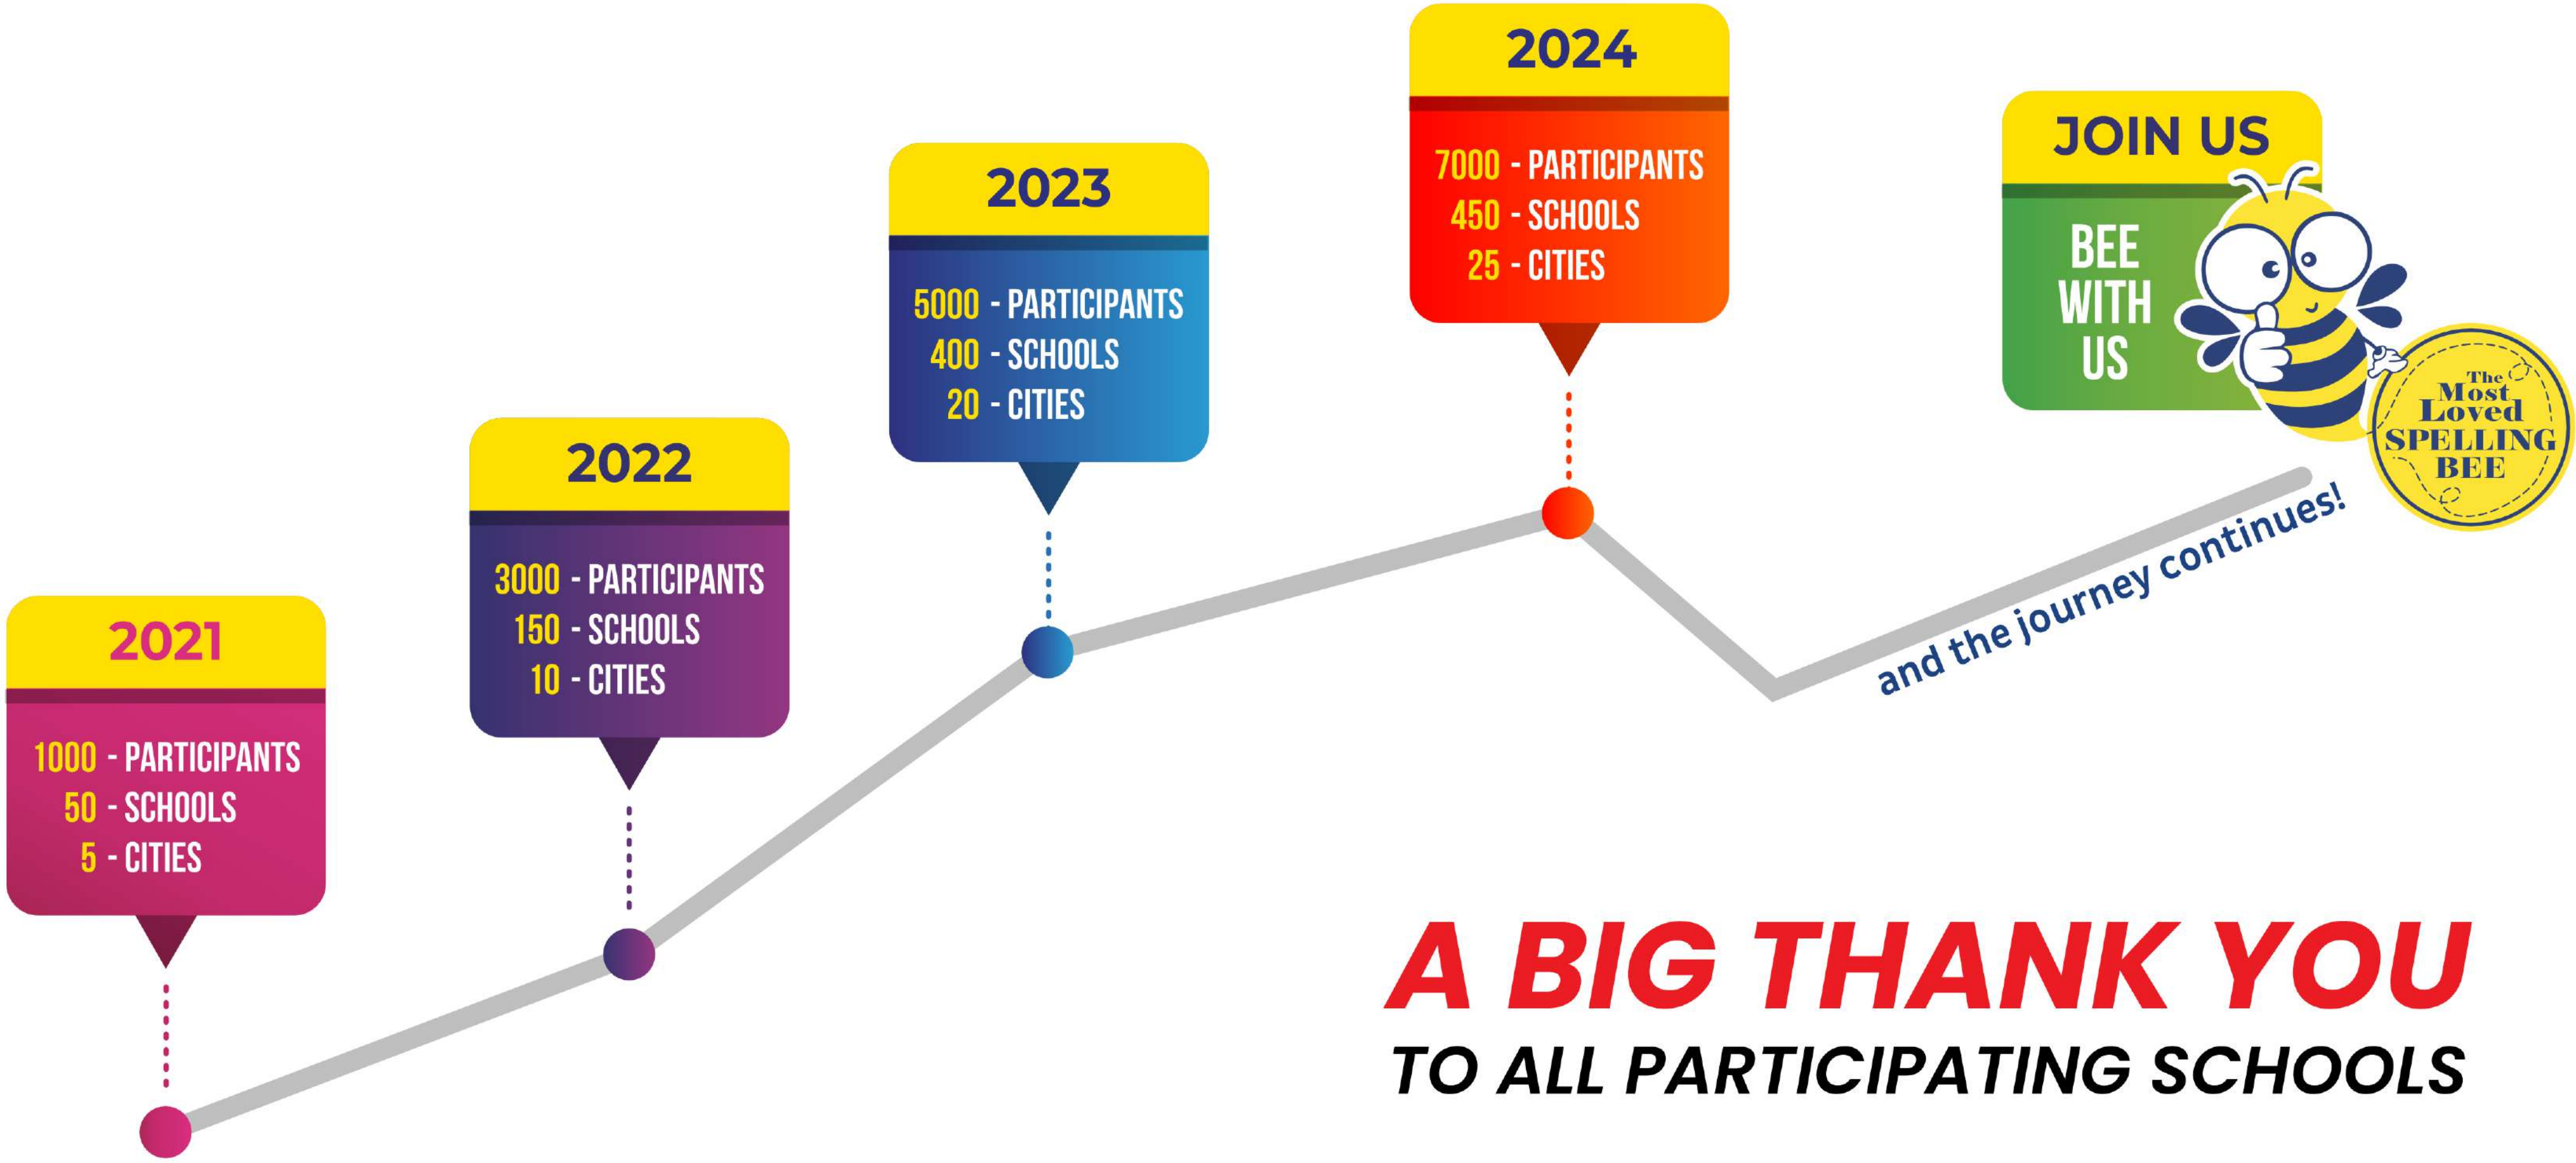 2021
1000 - PARTICIPANTS
50 - SCHOOLS
5 - CITIES
2022
3000 - PARTICIPANTS
150 - SCHOOLS
10 - CITIES
2023
5000 - PARTICIPANTS
400 - SCHOOLS
20 - CITIES
2024
7000 - PARTICIPANTS
450 - SCHOOLS
25 - CITIES
JOIN US
BEE
WITH
US
The
Most
Loved
SPELLING
BEE
and the journey continues!
A BIG THANK YOU
TO ALL PARTICIPATING SCHOOLS